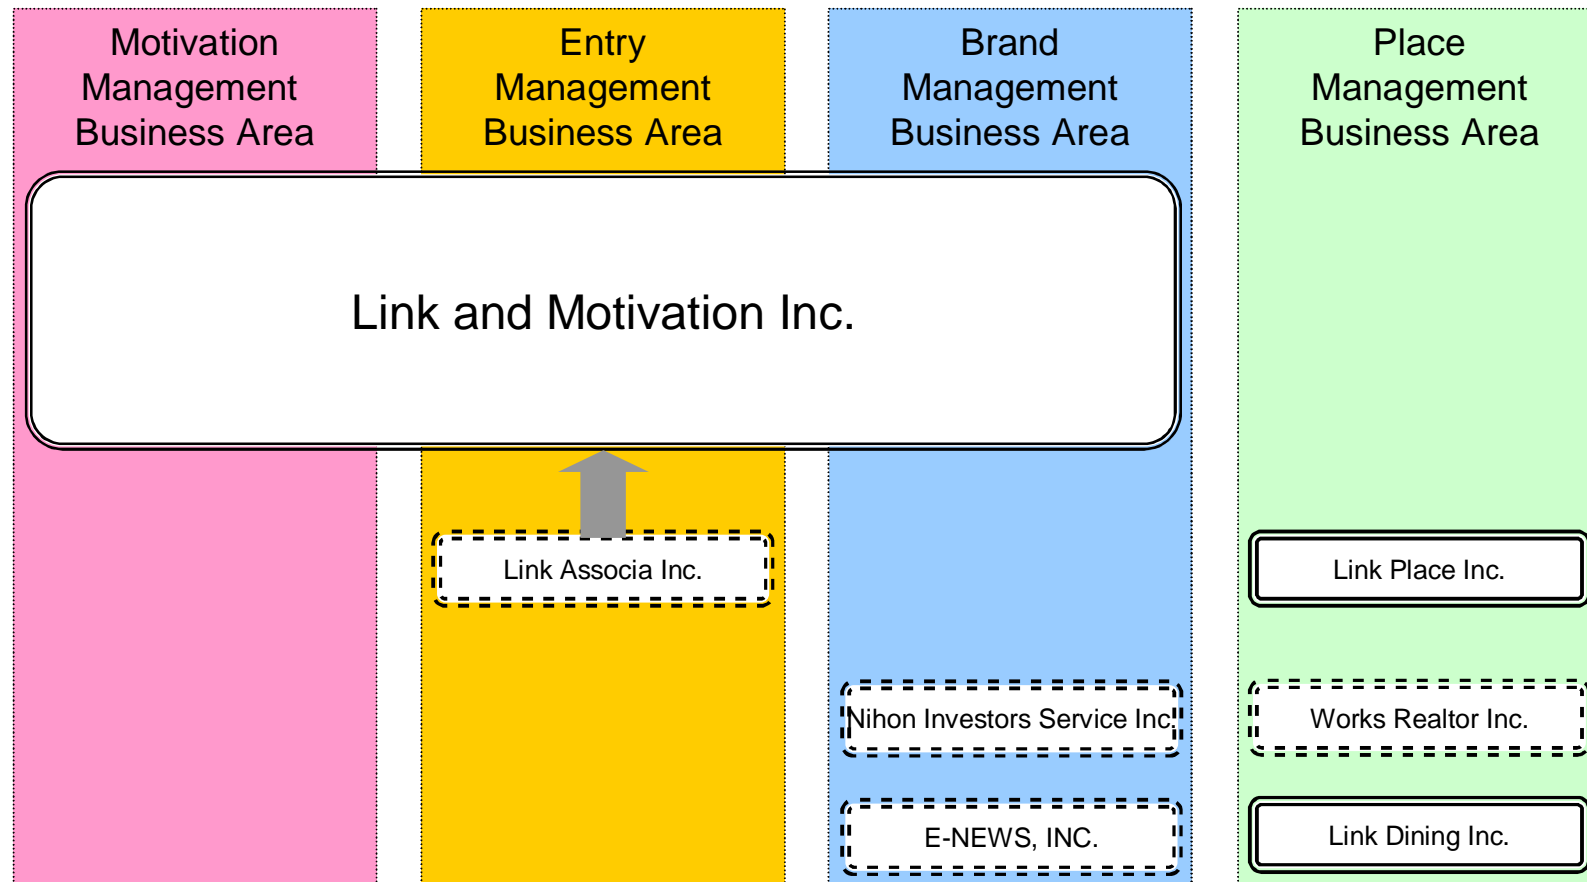 Motivation
Management
Business Area
Entry
Management
Business Area
Brand
Management
Business Area
Place
Management
Business Area
Link and Motivation Inc.
Link Associa Inc.
Link Place Inc.
Nihon Investors Service Inc.
Works Realtor Inc.
E-NEWS, INC.
Link Dining Inc.